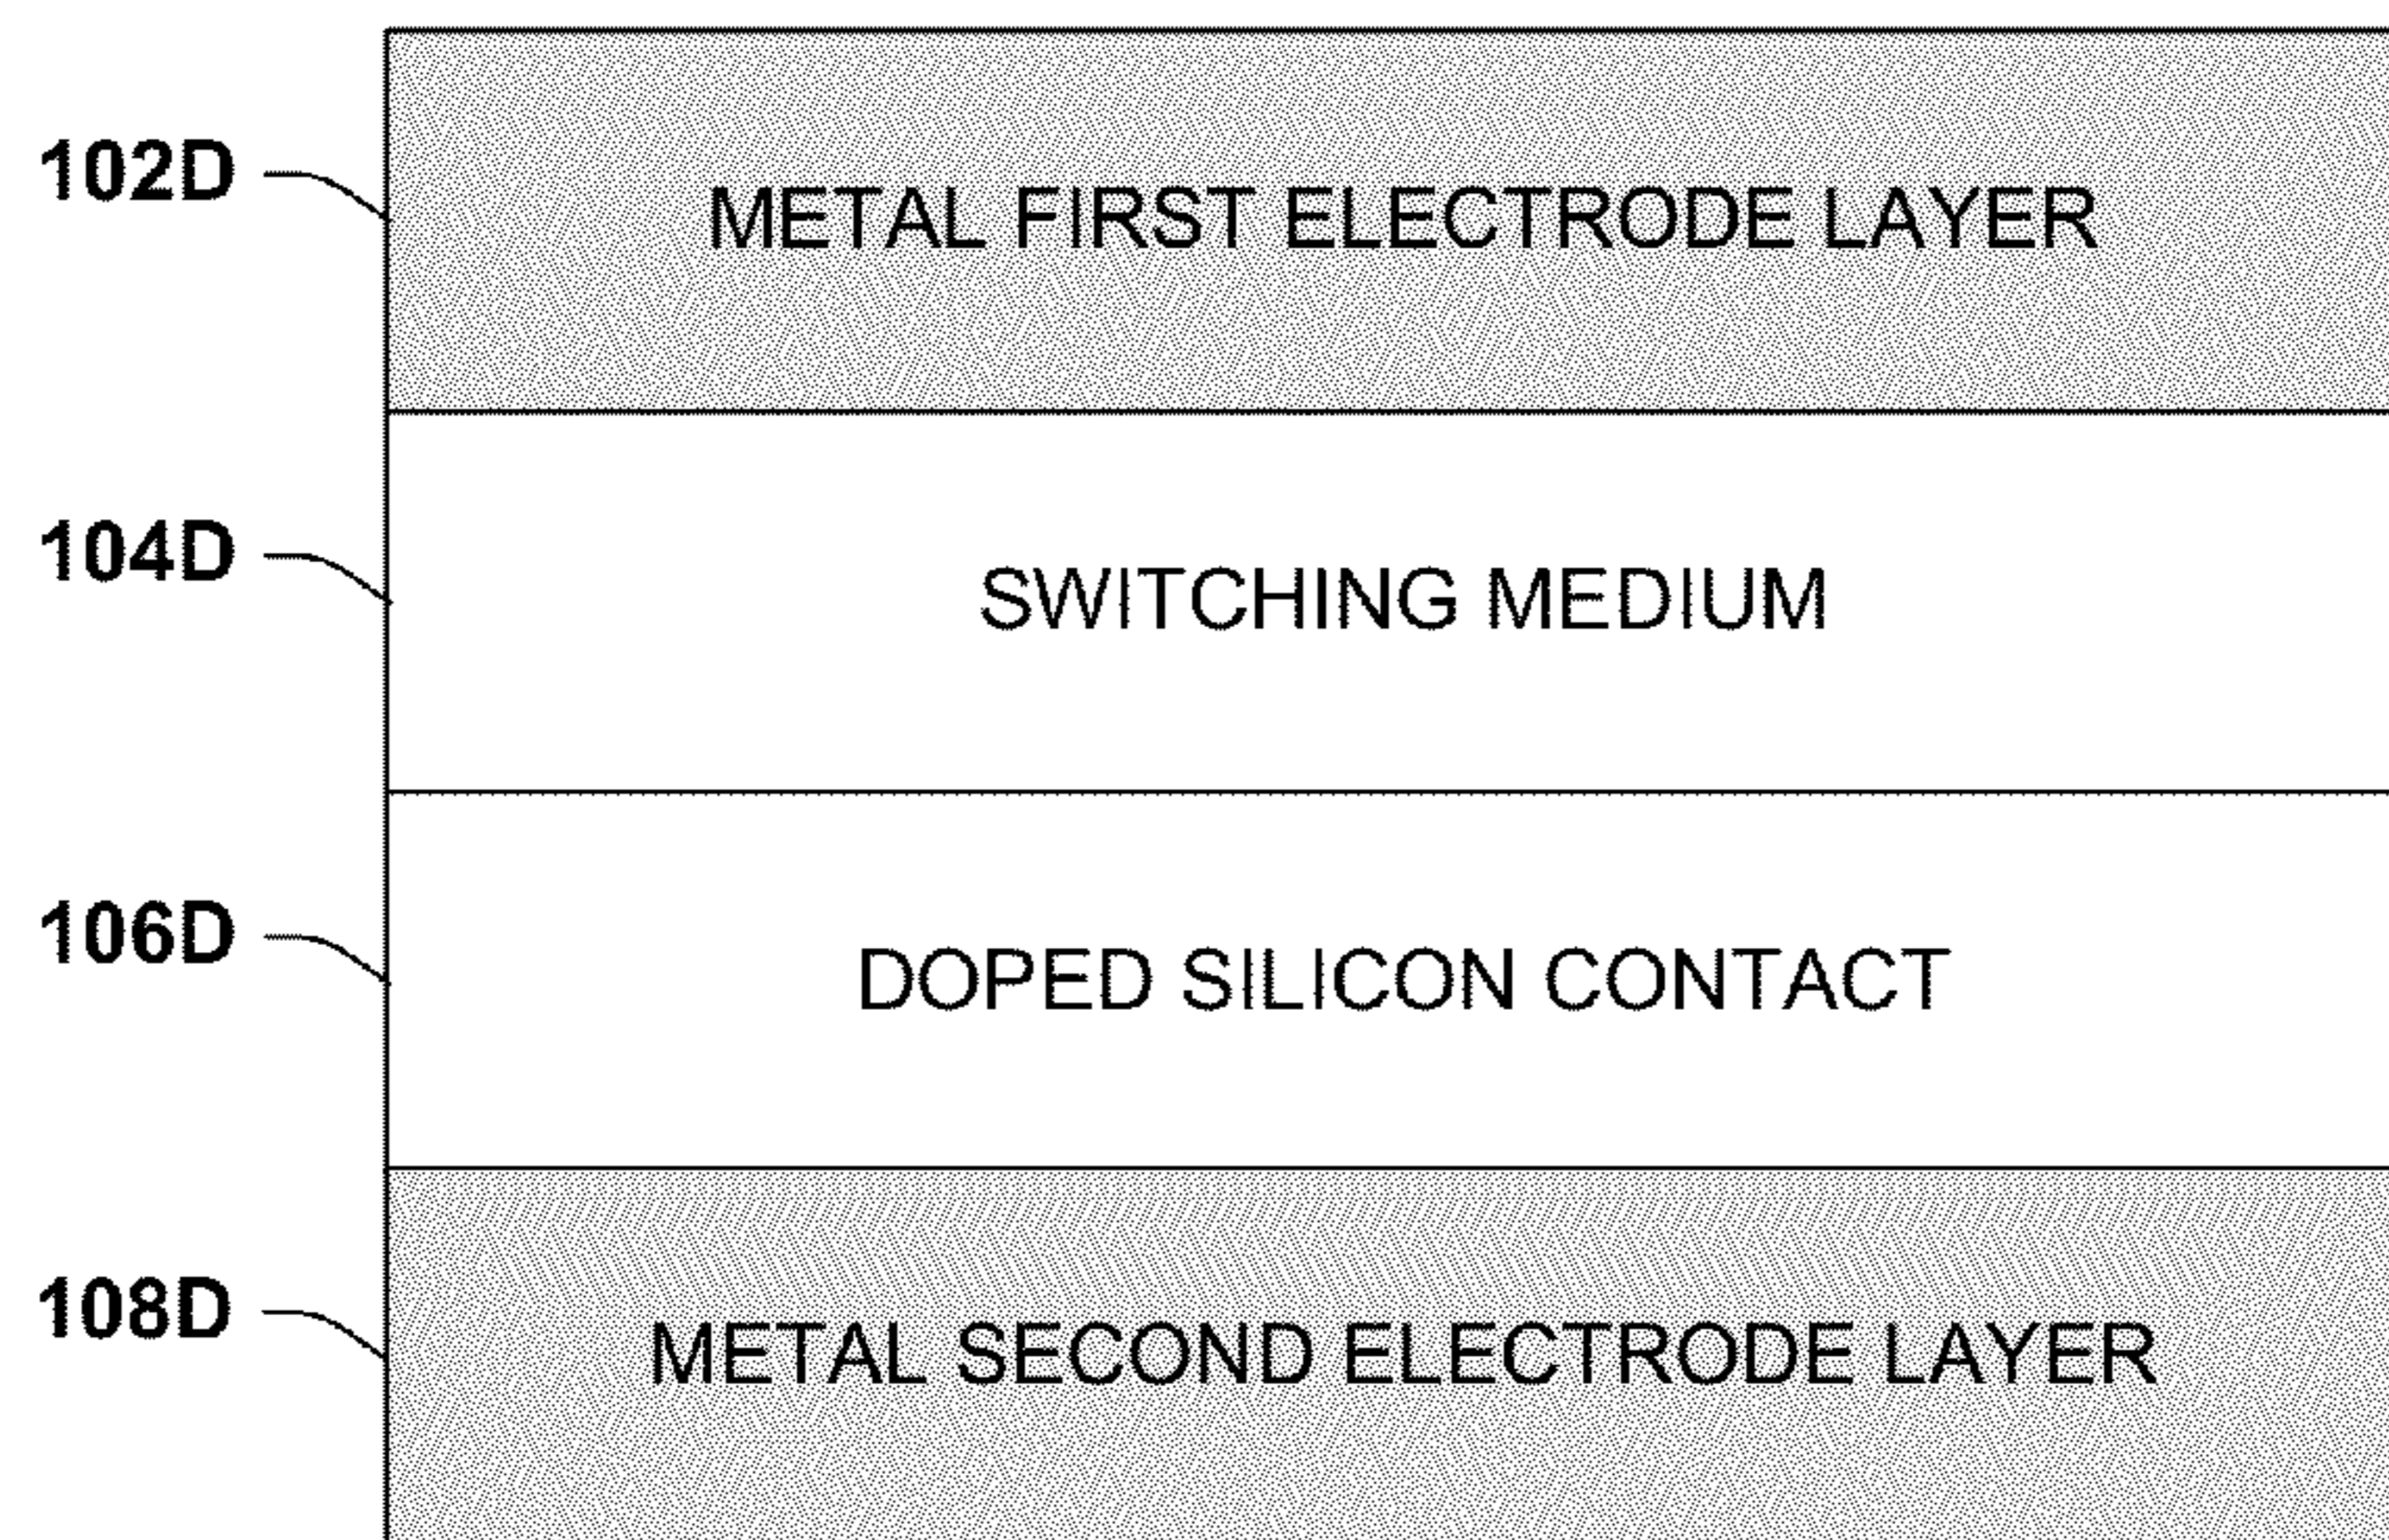 102D METAL FIRST ELECTRODE LAYER
104D SWITCHING MEDIUM
106D DOPED SILICON CONTACT
108D METAL SECOND ELECTRODE LAYER